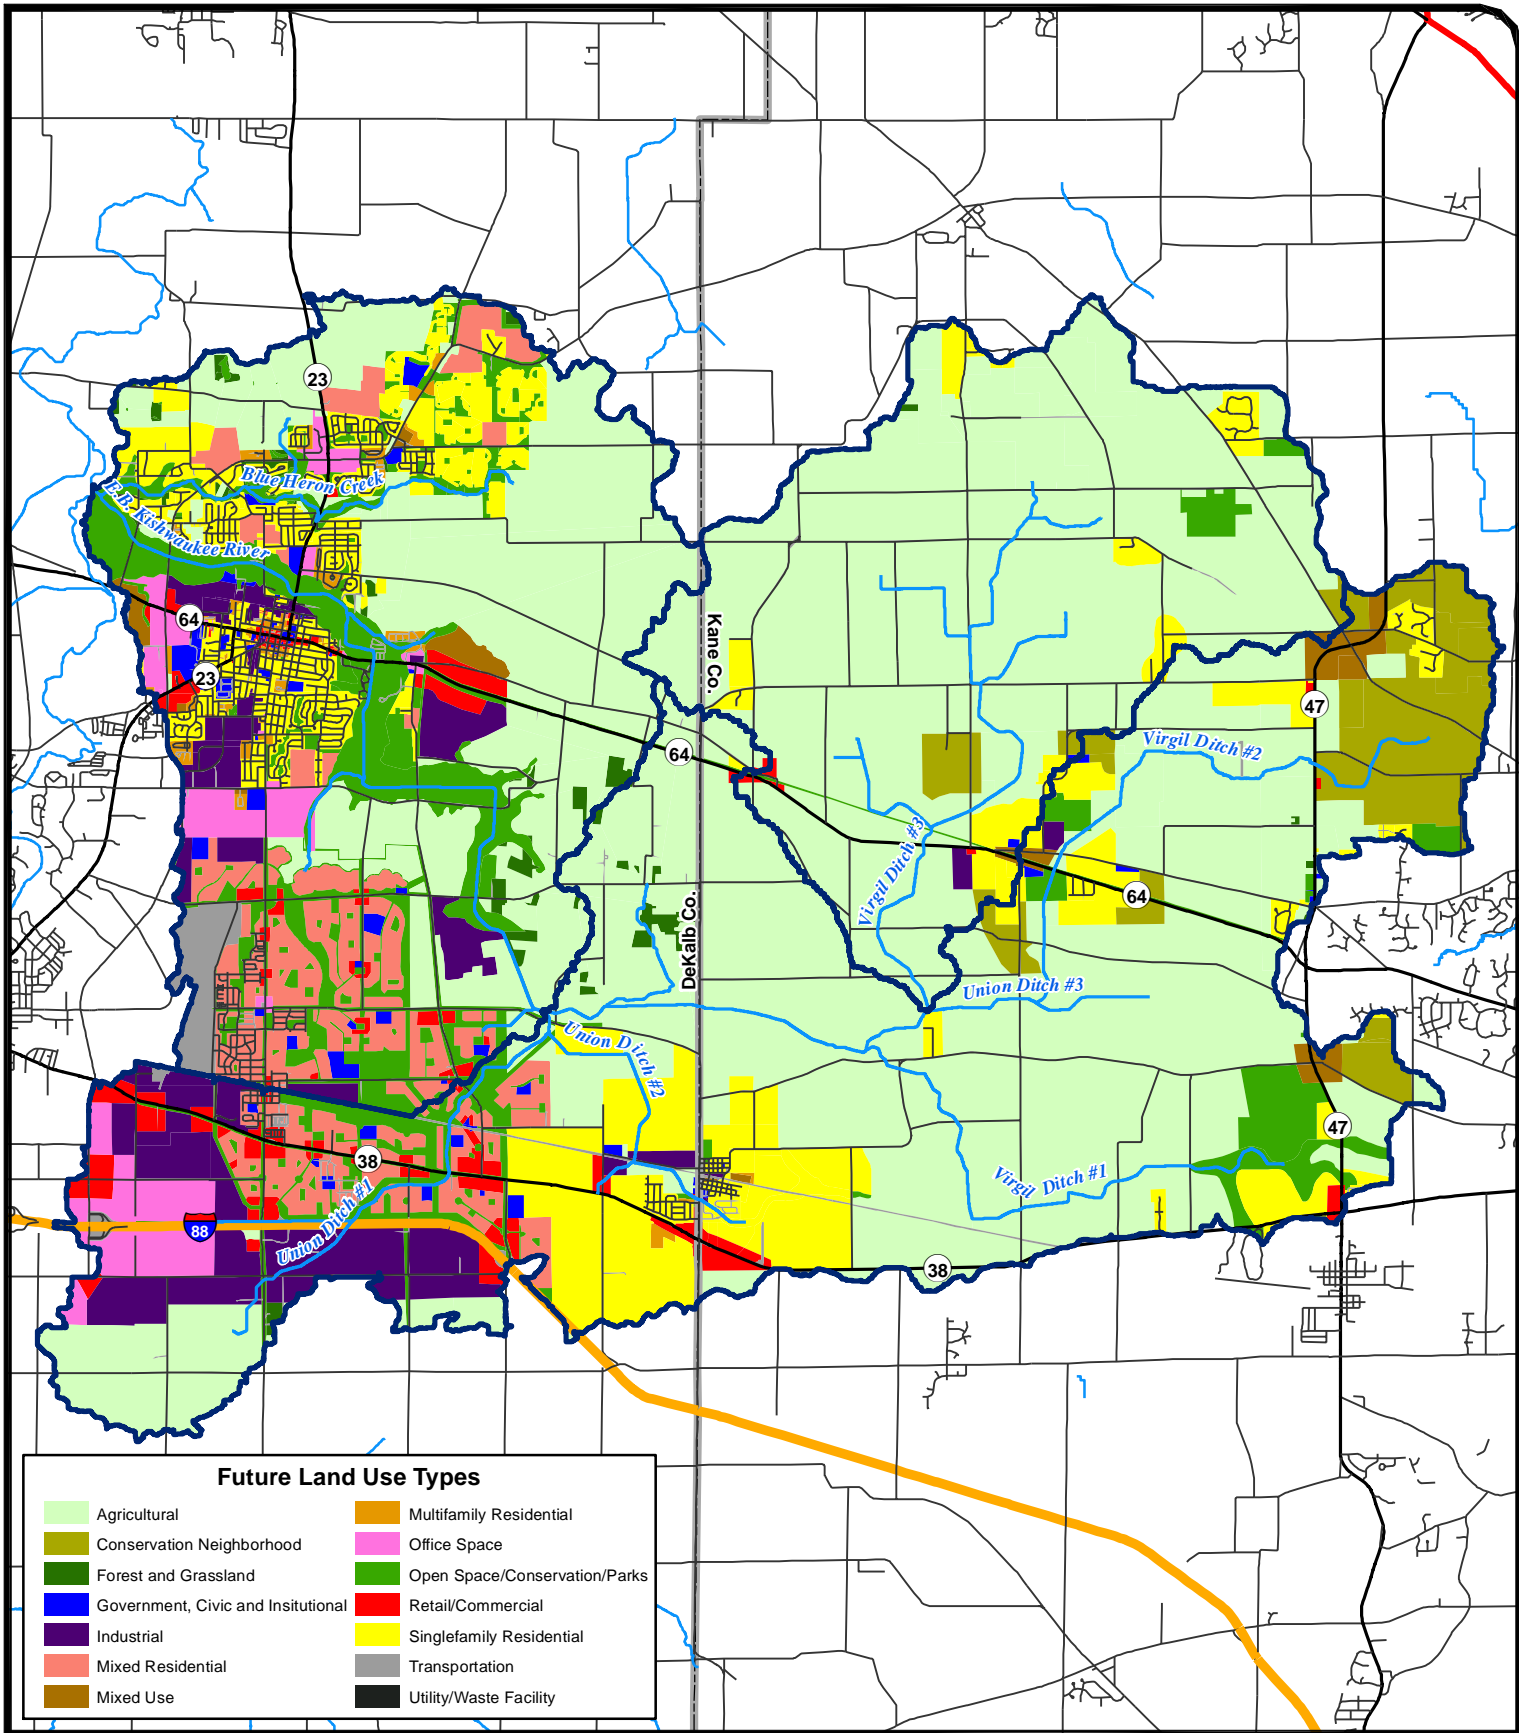 23
Blue Heron Creek
E.B. Kishwaukee River
64
23
Kane Co.
47
64
Virgil Ditch #2
Virgil Ditch #3
64
DeKalb Co.
Union Ditch #3
Union Ditch #2
47
38
Virgil Ditch #1
Union Ditch #1
88
38
Future Land Use Types
Agricultural
Conservation Neighborhood
Forest and Grassland
Government, Civic and Insitutional
Industrial
Mixed Residential
Mixed Use
Multifamily Residential
Office Space
Open Space/Conservation/Parks
Retail/Commercial
Singlefamily Residential
Transportation
Utility/Waste Facility